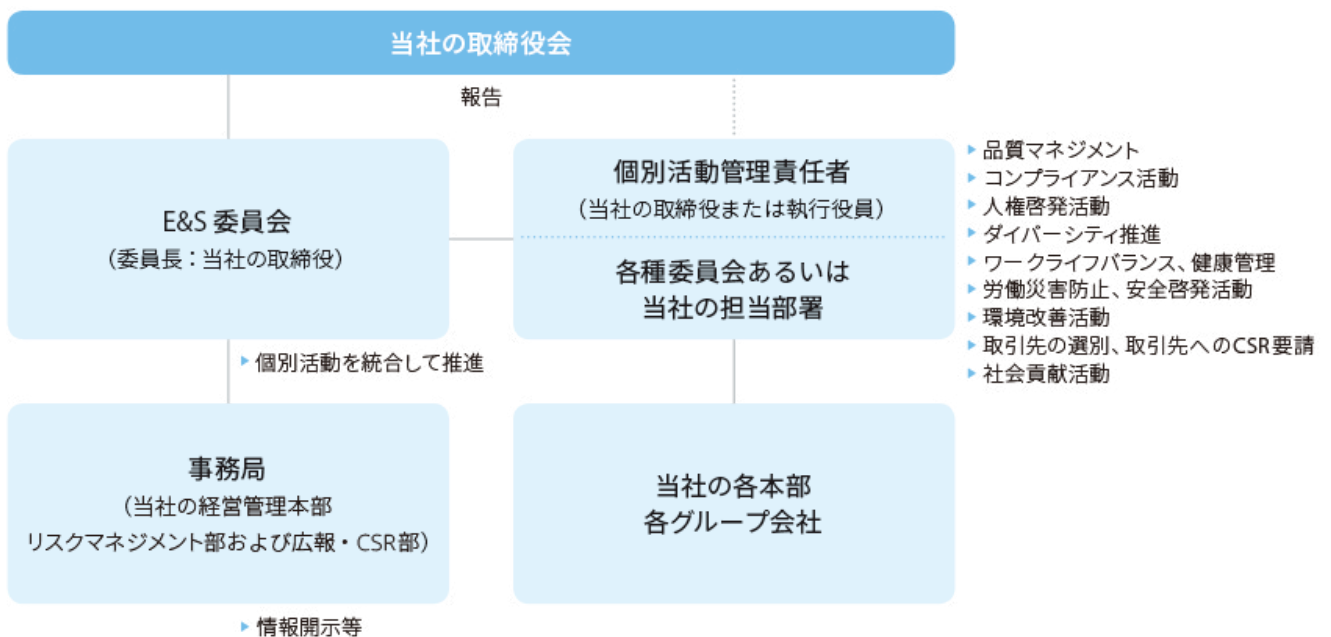 当社の取締役会
報告
E&S 委員会
（委員長：当社の取締役）
個別活動管理責任者
（当社の取締役または執行役員）
各種委員会あるいは
当社の担当部署
▶ 品質マネジメント
▶ コンプライアンス活動
▶ 人権啓発活動
▶ ダイバーシティ推進
▶ ワークライフバランス、健康管理
▶ 労働災害防止、安全啓発活動
▶ 環境改善活動
▶ 取引先の選別、取引先へのCSR要請
▶ 社会貢献活動
▶ 個別活動を統合して推進
事務局
（当社の経営管理本部
リスクマネジメント部および広報・CSR部）
当社の各本部
各グループ会社
▶ 情報開示等